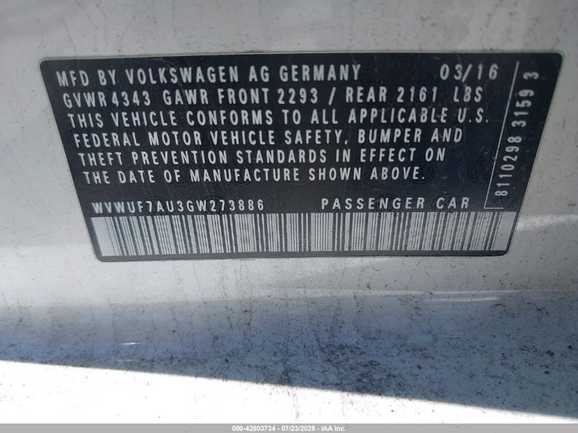 MFD BY VOLKSWAGEN AG GERMANY 03/16
GVWR 4343 GAWR FRONT 2293 / REAR 2161 LBS
THIS VEHICLE CONFORMS TO ALL APPLICABLE U.S.
FEDERAL MOTOR VEHICLE SAFETY, BUMPER AND
THEFT PREVENTION STANDARDS IN EFFECT ON
THE DATE OF MANUFACTURE SHOWN ABOVE.
WVWUF7AU3GW273886 PASSENGER CAR
8110298 3159 3
000-42803724 - 07/23/2025 - IAA Inc.